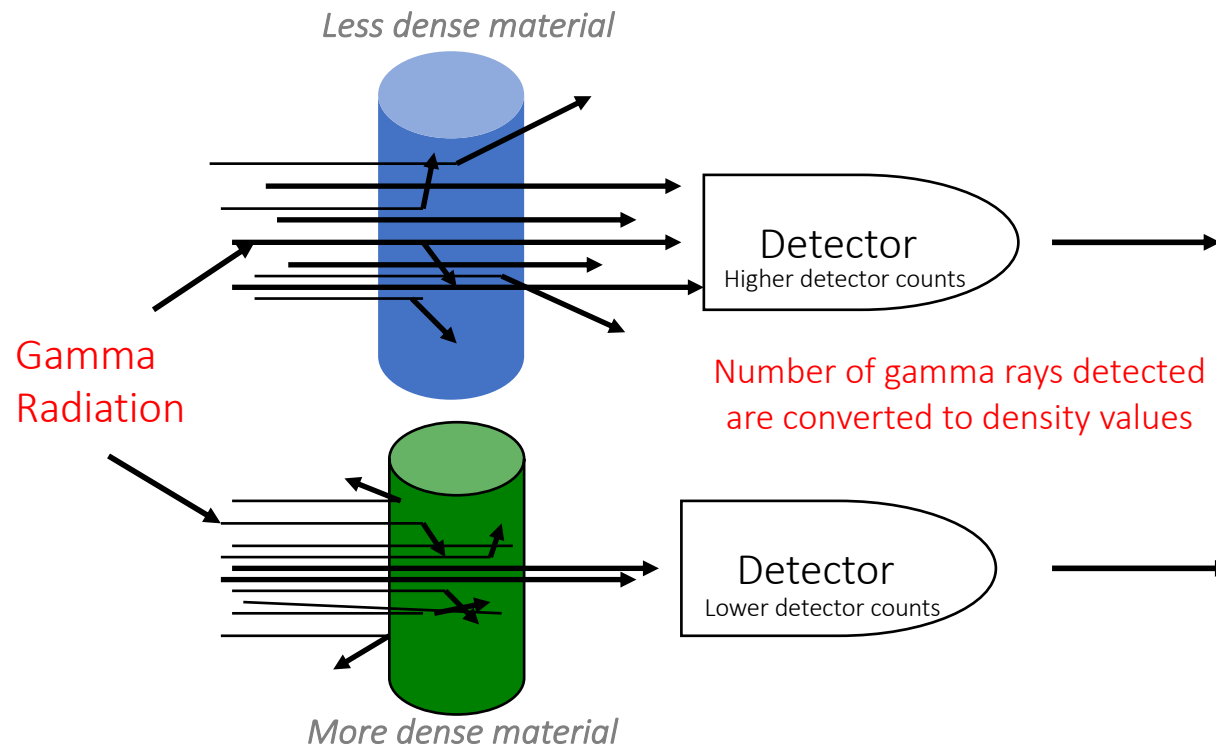 Less dense material
Detector
Higher detector counts
Gamma
Radiation
Number of gamma rays detected
are converted to density values
Detector
Lower detector counts
More dense material